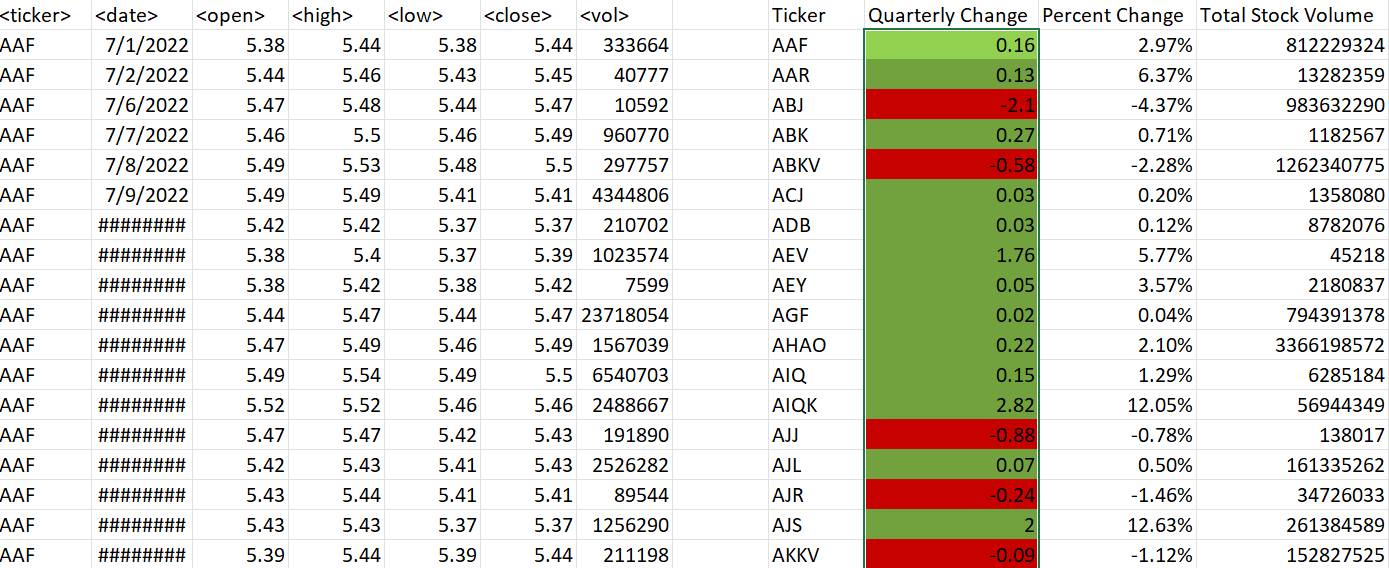 <ticker> <date> <open> <high> <low> <close> <vol> Ticker Quarterly Change Percent Change Total Stock Volume
AAF 7/1/2022 5.38 5.44 5.38 5.44 333664 AAF 0.16 2.97% 812229324
AAF 7/2/2022 5.44 5.46 5.43 5.45 40777 AAR 0.13 6.37% 13282359
AAF 7/6/2022 5.47 5.48 5.44 5.47 10592 ABJ -2.1 -4.37% 983632290
AAF 7/7/2022 5.46 5.5 5.46 5.49 960770 ABK 0.27 0.71% 1182567
AAF 7/8/2022 5.49 5.53 5.48 5.5 297757 ABKV -0.58 -2.28% 1262340775
AAF 7/9/2022 5.49 5.49 5.41 5.41 4344806 ACJ 0.03 0.20% 1358080
AAF ######## 5.42 5.42 5.37 5.37 210702 ADB 0.03 0.12% 8782076
AAF ######## 5.38 5.4 5.37 5.39 1023574 AEV 1.76 5.77% 45218
AAF ######## 5.38 5.42 5.38 5.42 7599 AEY 0.05 3.57% 2180837
AAF ######## 5.44 5.47 5.44 5.47 23718054 AGF 0.02 0.04% 794391378
AAF ######## 5.47 5.49 5.46 5.49 1567039 AHAO 0.22 2.10% 3366198572
AAF ######## 5.49 5.54 5.49 5.5 6540703 AIQ 0.15 1.29% 6285184
AAF ######## 5.52 5.52 5.46 5.46 2488667 AIQK 2.82 12.05% 56944349
AAF ######## 5.47 5.47 5.42 5.43 191890 AJJ -0.88 -0.78% 138017
AAF ######## 5.42 5.43 5.41 5.43 2526282 AJL 0.07 0.50% 161335262
AAF ######## 5.43 5.44 5.41 5.41 89544 AJR -0.24 -1.46% 34726033
AAF ######## 5.43 5.43 5.37 5.37 1256290 AJS 2 12.63% 261384589
AAF ######## 5.39 5.44 5.39 5.44 211198 AKKV -0.09 -1.12% 152827525